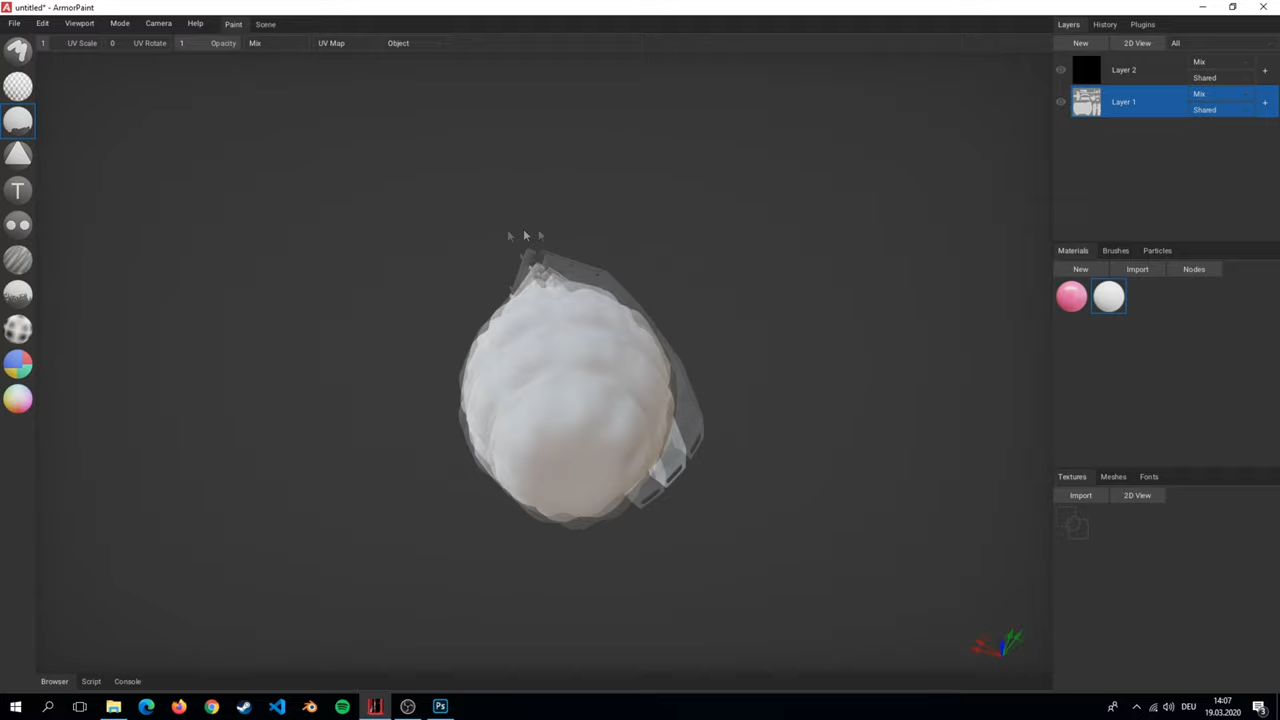 untitled* - ArmorPaint
File Edit Viewport Mode Camera Help Paint Scene
Layers History Plugins
1 UV Scale 0 UV Rotate 1 Opacity Mix UV Map Object
New 2D View All
Layer 2 Mix
Shared
Layer 1 Mix
Shared
Materials Brushes Particles
New Import Nodes
T
Textures Meshes Fonts
Import 2D View
Browser Script Console
Ps
DEU
14:07
19.03.2020
3